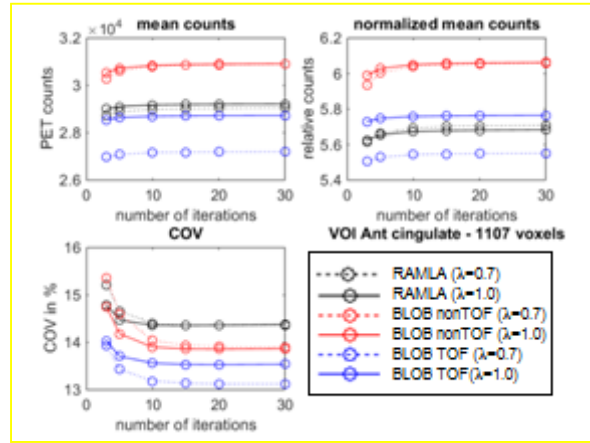 mean counts
× 10⁴
3.2
3
2.8
2.6
PET counts
0 10 20 30
number of iterations
normalized mean counts
6.2
6
5.8
5.6
5.4
relative counts
0 10 20 30
number of iterations
COV
16
15
14
13
COV in %
0 10 20 30
number of iterations
VOI Ant cingulate - 1107 voxels
RAMLA (λ=0.7)
RAMLA (λ=1.0)
BLOB nonTOF (λ=0.7)
BLOB nonTOF (λ=1.0)
BLOB TOF (λ=0.7)
BLOB TOF(λ=1.0)